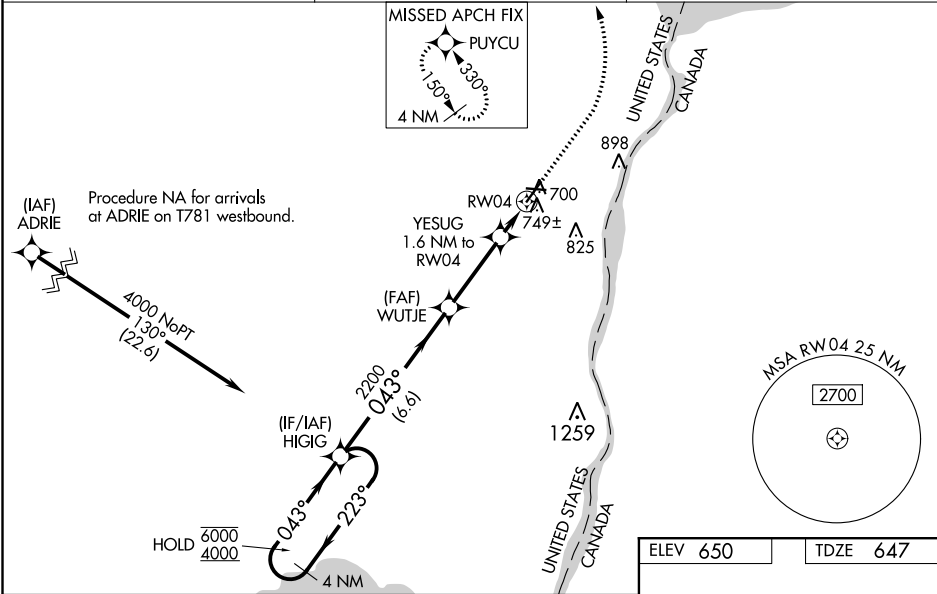 MISSED APCH FIX
PUYCU
150°
330°
4 NM
UNITED STATES
CANADA
898
(IAF)
ADRIE
Procedure NA for arrivals
at ADRIE on T781 westbound.
RW04
700
749±
825
YESUG
1.6 NM to
RW04
(FAF)
WUTJE
4000 NoPT
130°
(22.6)
2200
043°
(6.6)
MSA RW04 25 NM
2700
(IF/IAF)
HIGIG
1259
043°
223°
HOLD 6000
4000
4 NM
UNITED STATES
CANADA
ELEV 650
TDZE 647